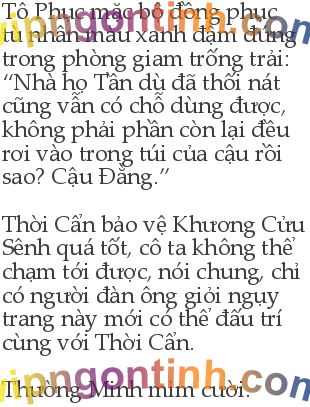 Tô Phục mặc bộ đồng phục
tù nhân màu xanh đậm đứng
trong phòng giam trống trải:
“Nhà họ Tần dù đã thối nát
cũng vẫn có chỗ dùng được,
không phải phần còn lại đều
rơi vào trong túi của cậu rồi
sao? Cậu Đằng.”
Thời Cẩn bảo vệ Khương Cửu
Sênh quá tốt, cô ta không thể
chạm tới được, nói chung, chỉ
có người đàn ông giỏi ngụy
trang này mới có thể đấu trí
cùng với Thời Cẩn.
Thường Minh mỉm cười:
vipngontinh.com
vipngontinh.com